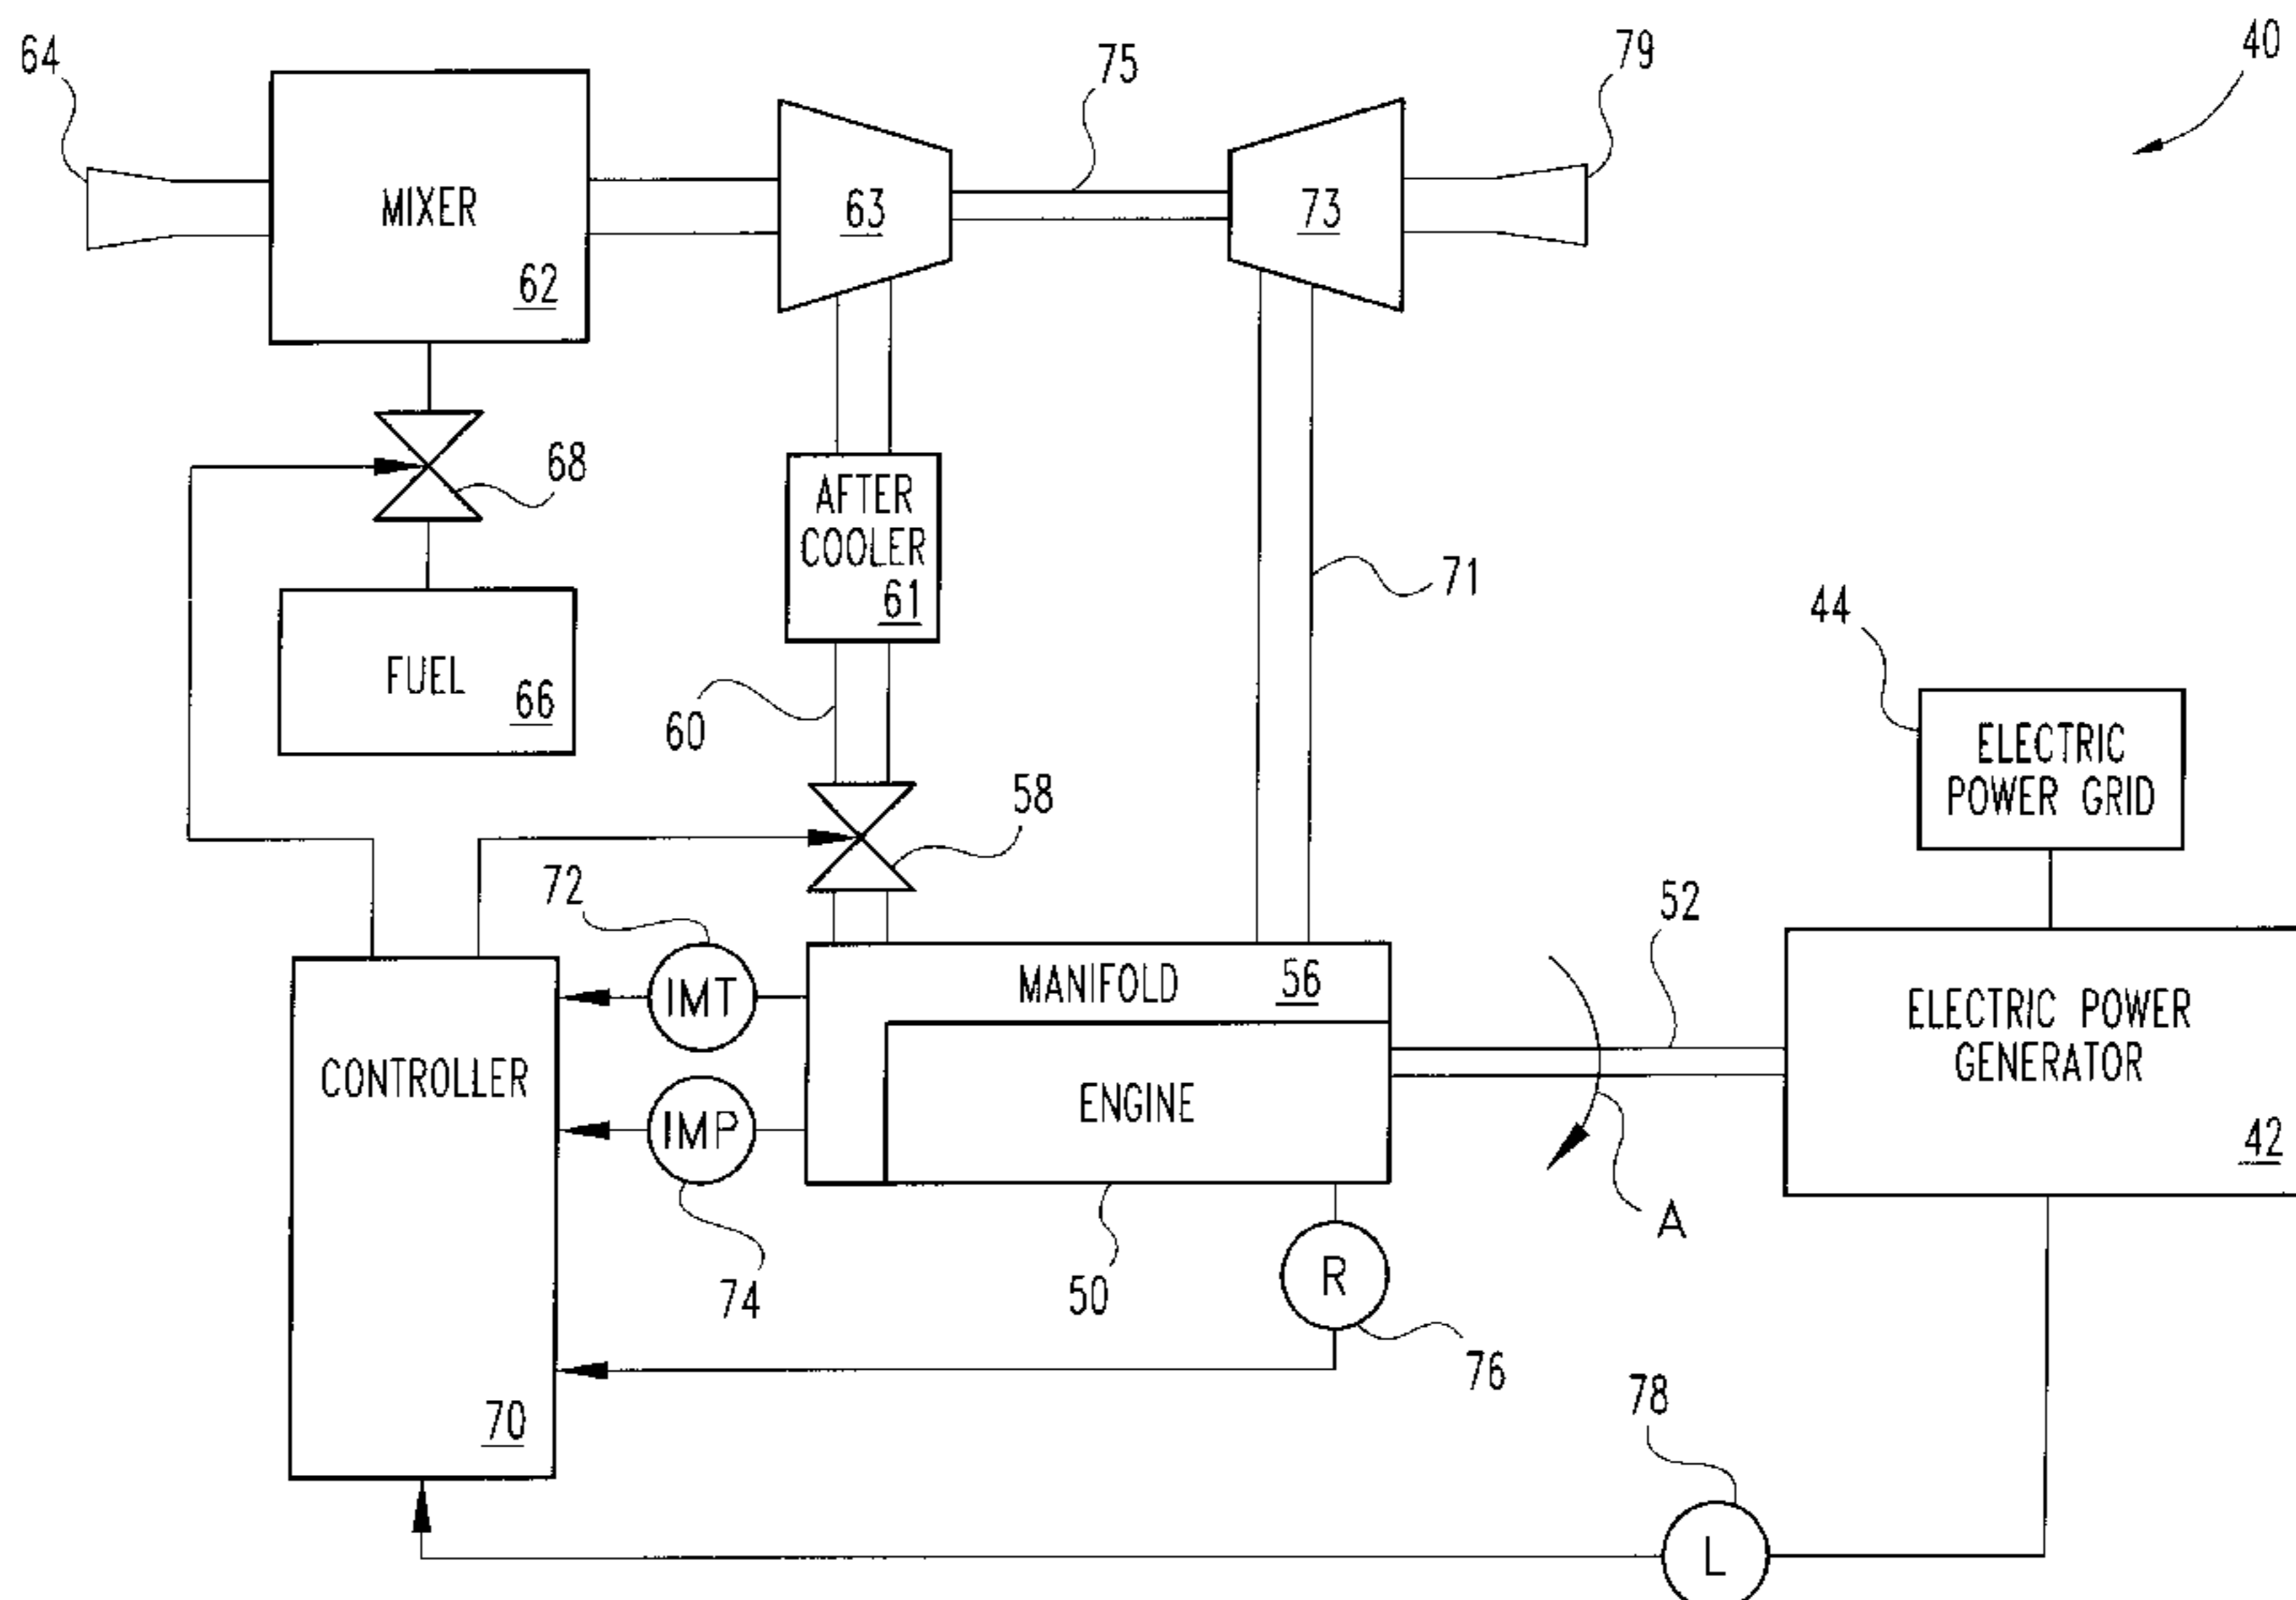 64
75
79
40
MIXER
62
63
73
68
AFTER
COOLER
61
71
FUEL
66
60
44
ELECTRIC
POWER GRID
58
72
52
IMT
MANIFOLD
56
ELECTRIC POWER
GENERATOR
42
CONTROLLER
IMP
ENGINE
A
74
50
R
76
70
78
L